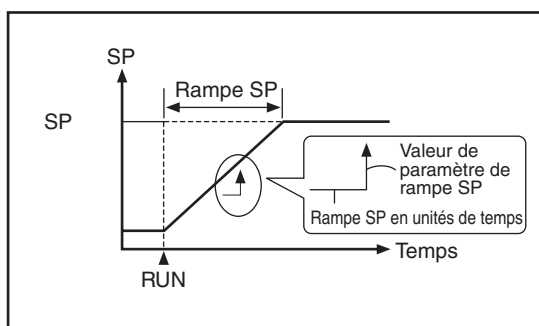 SP
Rampe SP
SP
Valeur de
paramètre de
rampe SP
Rampe SP en unités de temps
Temps
RUN